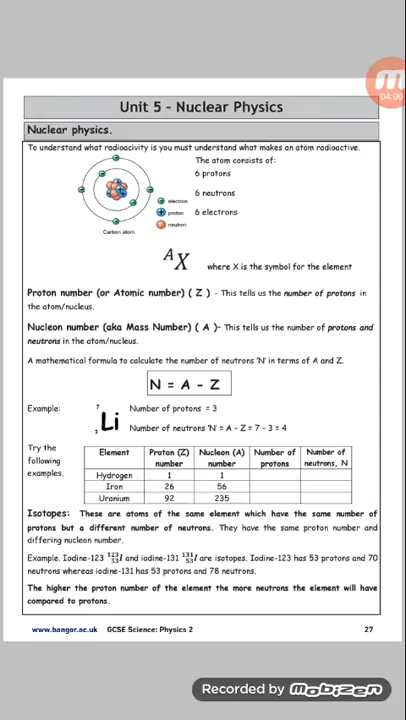 04:00
Unit 5 – Nuclear Physics
Nuclear physics.
To understand what radioacivity is you must understand what makes an atom radioactive.
The atom consists of:
6 protons
6 neutrons
6 electrons
electron
proton
neutron
Carbon atom
A
X where X is the symbol for the element
Proton number (or Atomic number) ( Z ) - This tells us the number of protons in
the atom/nucleus.
Nucleon number (aka Mass Number) ( A )– This tells us the number of protons and
neutrons in the atom/nucleus.
A mathematical formula to calculate the number of neutrons 'N' in terms of A and Z.
N = A – Z
Example: 7 3 Li Number of protons = 3
Number of neutrons 'N' = A – Z = 7 – 3 = 4
Try the
following
examples.
Element Proton (Z) number Nucleon (A) number Number of protons Number of neutrons, N
Hydrogen 1 1
Iron 26 56
Uranium 92 235
Isotopes: These are atoms of the same element which have the same number of
protons but a different number of neutrons. They have the same proton number and
differing nucleon number.
Example. Iodine-123 123 53 I and iodine-131 131 53 I are isotopes. Iodine-123 has 53 protons and 70
neutrons whereas iodine-131 has 53 protons and 78 neutrons.
The higher the proton number of the element the more neutrons the element will have
compared to protons.
www.bangor.ac.uk GCSE Science: Physics 2 27
Recorded by MOBIZEN